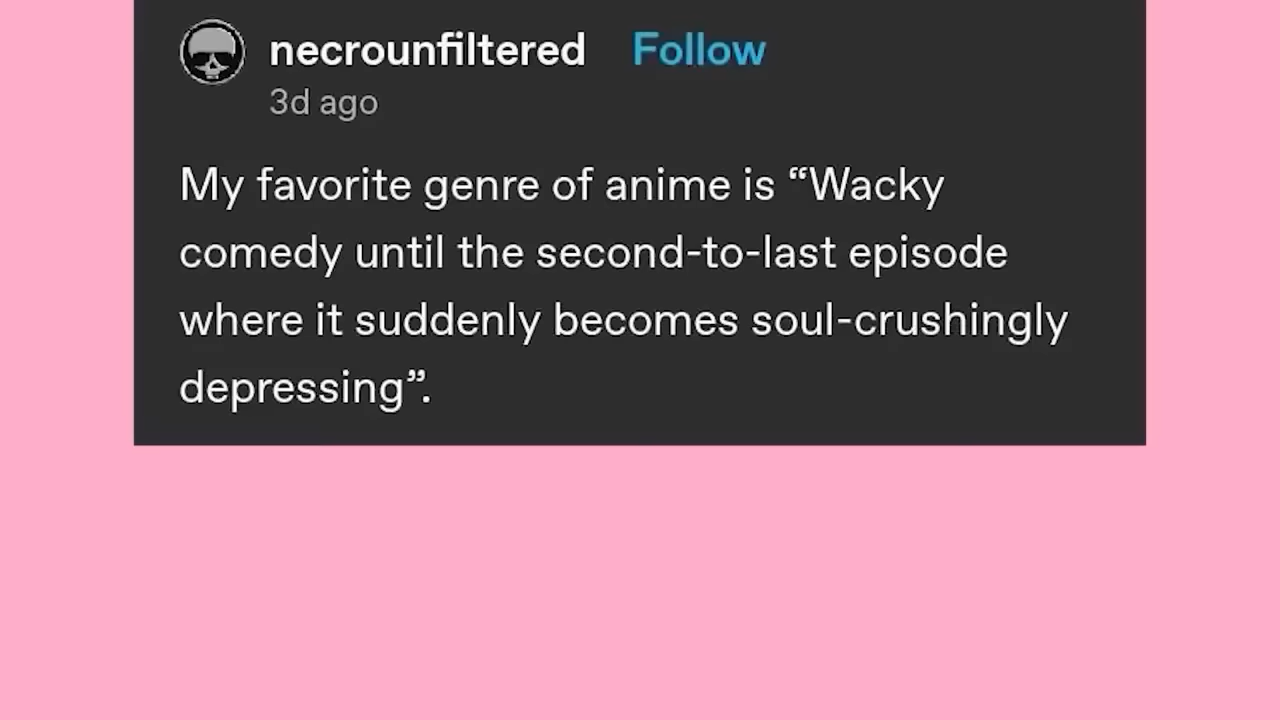 necrounfiltered Follow
3d ago
My favorite genre of anime is “Wacky
comedy until the second-to-last episode
where it suddenly becomes soul-crushingly
depressing”.